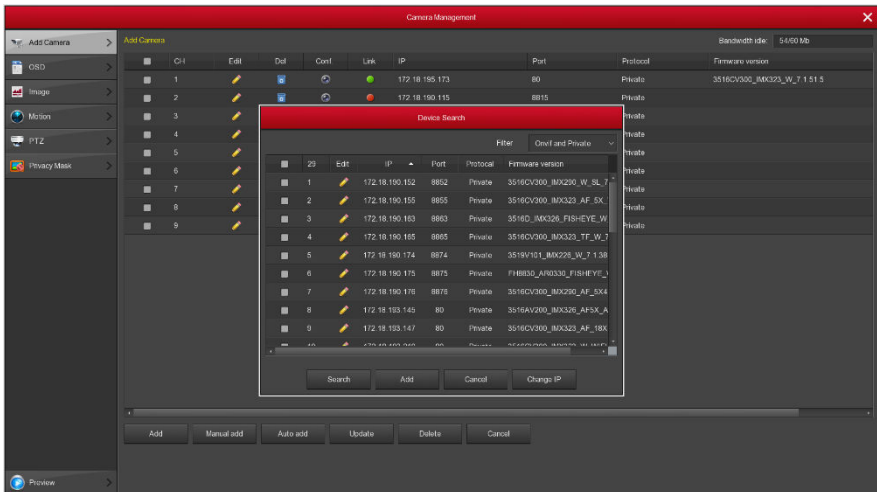 Camera Management
Add Camera
OSD
Image
Motion
PTZ
Privacy Mask
Preview
Add Camera
Bandwidth idle: 54/60 Mb
CH Edit Del Conf Link IP Port Protocol Firmware version
1 172.18.195.173 80 Private 3516CV300_IMX323_W_7.1.51.5
2 172.18.190.115 8815 Private
3 Private
4 Private
5 Private
6 Private
7 Private
8 Private
9 Private
Device Search
Filter Onvif and Private
29 Edit IP Port Protocal Firmware version
1 172.18.190.152 8852 Private 3516CV300_IMX290_W_SL_7
2 172.18.190.155 8855 Private 3516CV300_IMX323_AF_5X_
3 172.18.190.163 8863 Private 3516D_IMX326_FISHEYE_W
4 172.18.190.165 8865 Private 3516CV300_IMX323_TF_W_7
5 172.18.190.174 8874 Private 3519V101_IMX226_W_7.1.38
6 172.18.190.175 8875 Private FH8830_AR0330_FISHEYE_
7 172.18.190.176 8876 Private 3516CV300_IMX290_AF_5X4
8 172.18.193.145 80 Private 3516AV200_IMX326_AF5X_A
9 172.18.193.147 80 Private 3516CV300_IMX323_AF_18X
Search Add Cancel Change IP
Add Manual add Auto add Update Delete Cancel